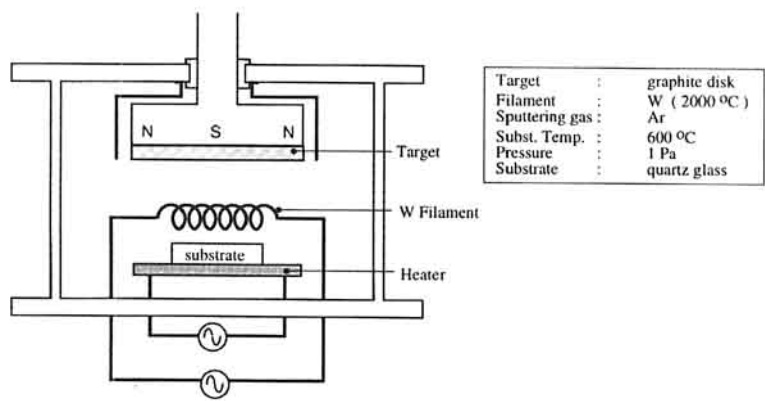 N S N
Target
W Filament
substrate
Heater
Target : graphite disk
Filament : W ( 2000 ºC )
Sputtering gas : Ar
Subst. Temp. : 600 ºC
Pressure : 1 Pa
Substrate : quartz glass